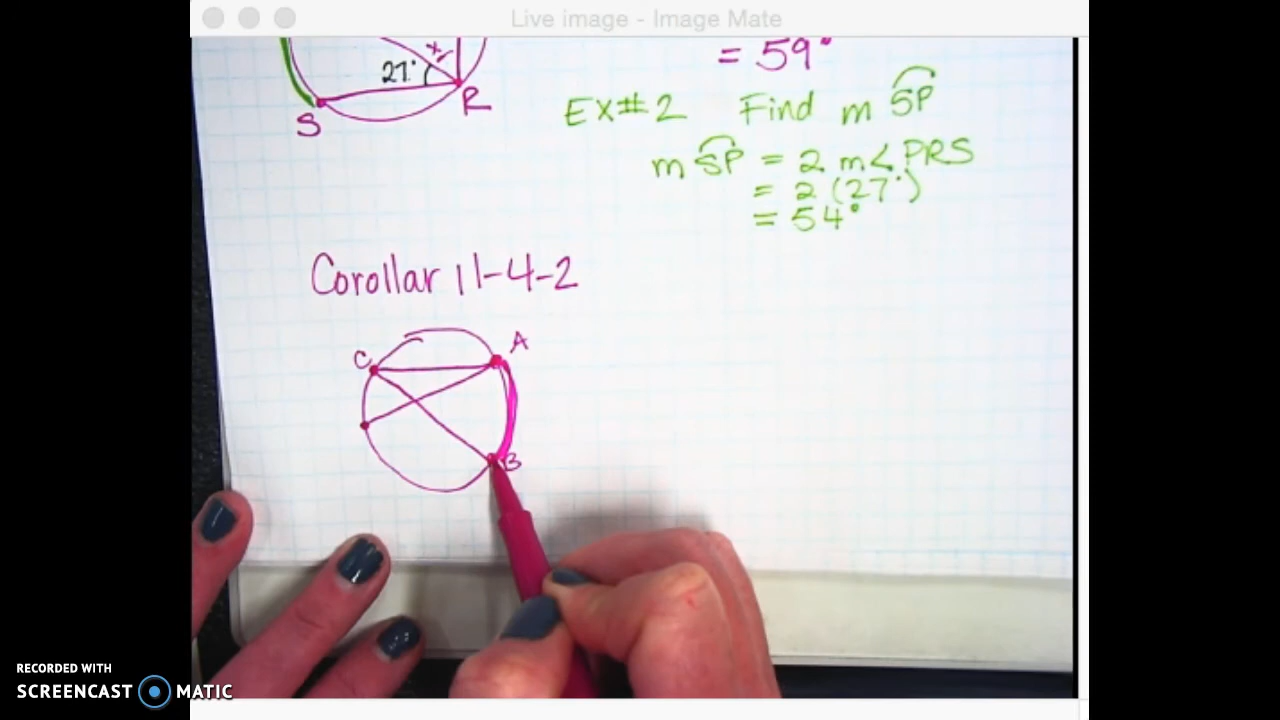 Live image - Image Mate
= 59°
x
27°
R
S
Ex#2 Find m SP
m SP = 2 m∠PRS
= 2 (27°)
= 54°
Corollar 11-4-2
C
A
B
RECORDED WITH
SCREENCAST MATIC